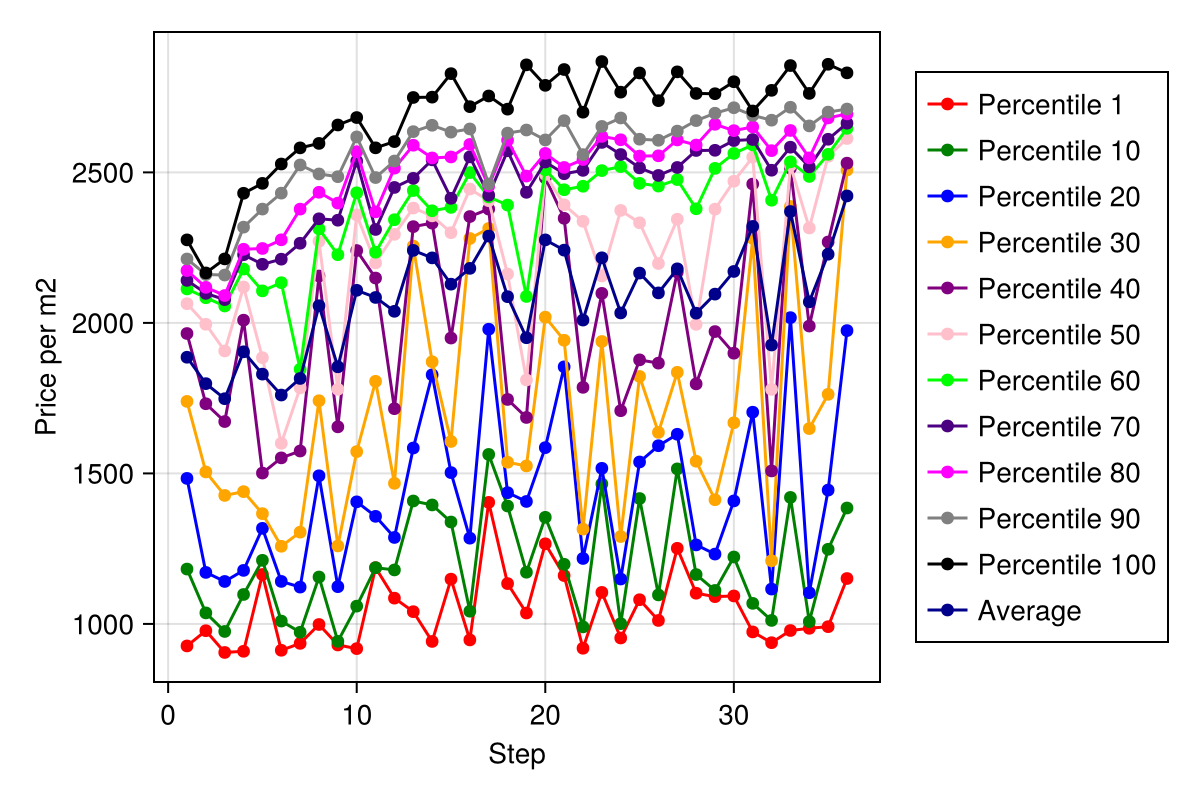 Price per m2
2500
2000
1500
1000
0
10
20
30
Step
Percentile 1
Percentile 10
Percentile 20
Percentile 30
Percentile 40
Percentile 50
Percentile 60
Percentile 70
Percentile 80
Percentile 90
Percentile 100
Average